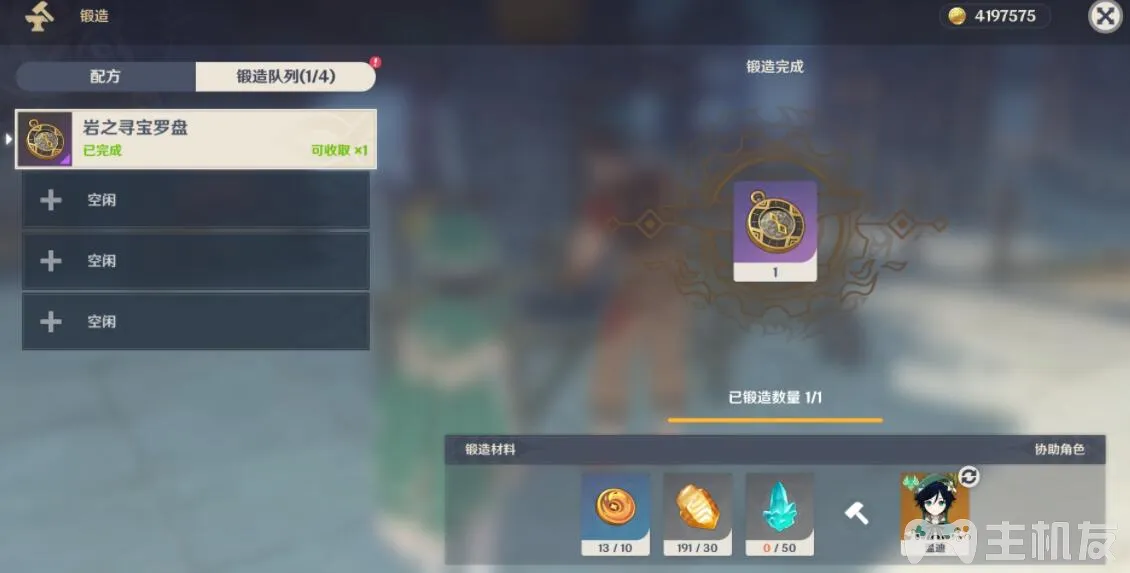 锻造
4197575
配方
锻造队列(1/4)
!
锻造完成
岩之寻宝罗盘
已完成
可收取 ×1
空闲
空闲
空闲
1
已锻造数量 1/1
锻造材料
协助角色
13 / 10
191 / 30
0 / 50
温迪
主机友